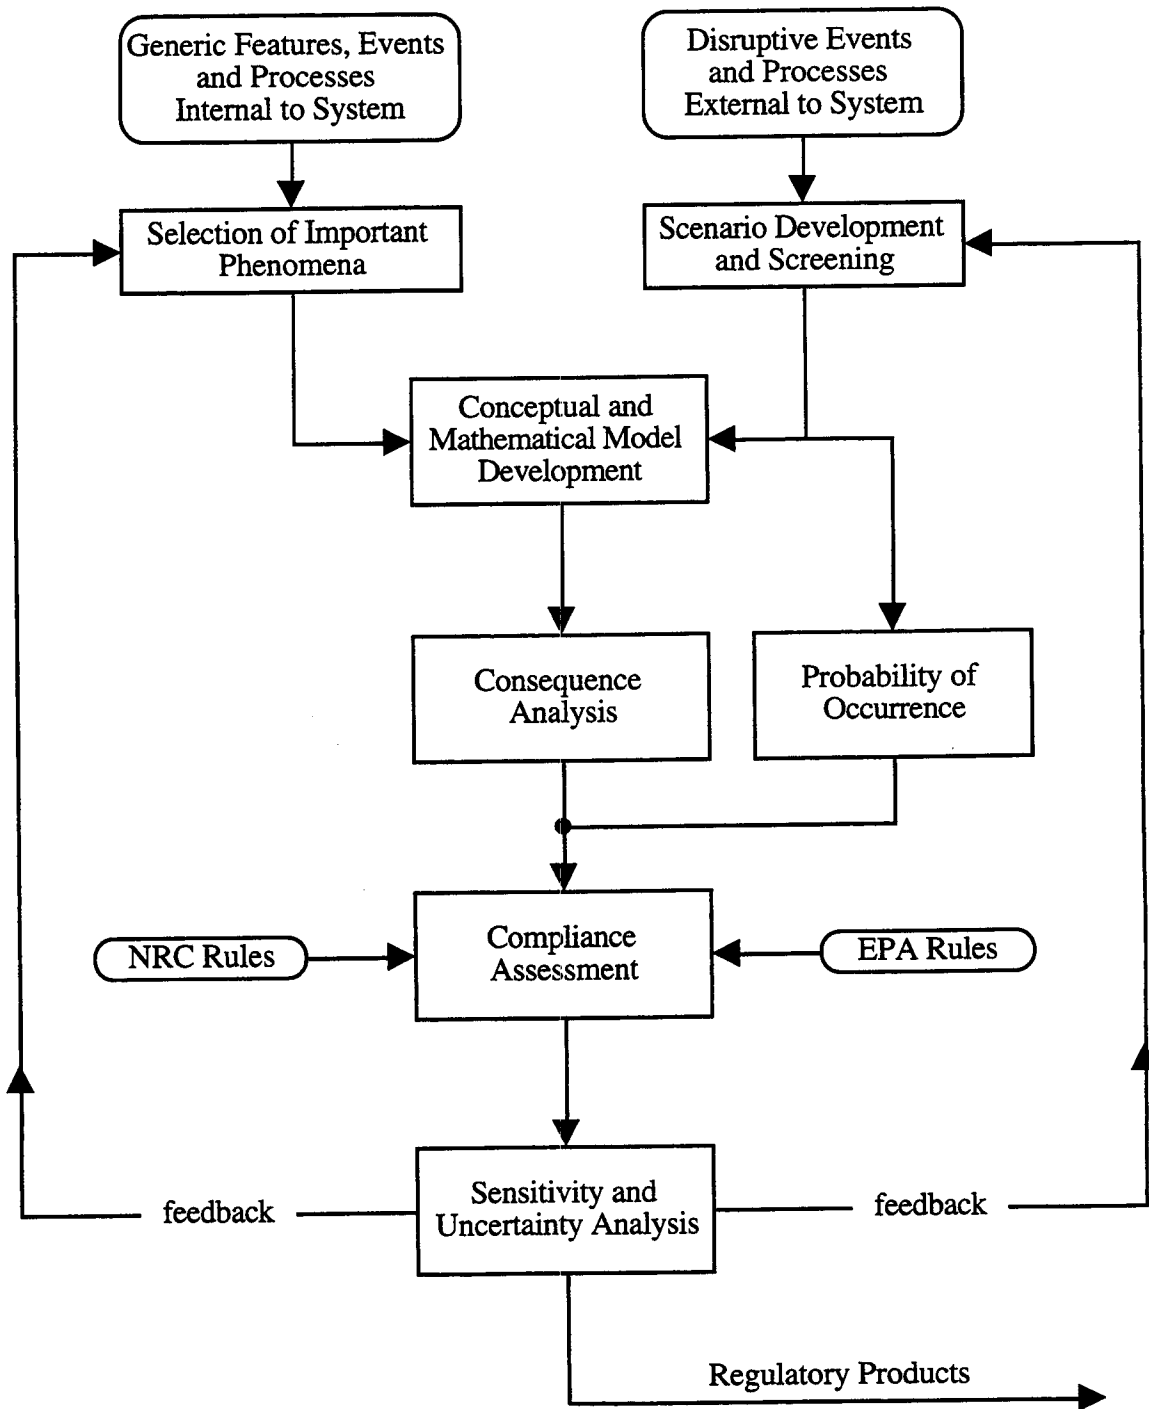 Generic Features, Events
and Processes
Internal to System
Disruptive Events
and Processes
External to System
Selection of Important
Phenomena
Scenario Development
and Screening
Conceptual and
Mathematical Model
Development
Consequence
Analysis
Probability of
Occurrence
NRC Rules
Compliance
Assessment
EPA Rules
feedback
Sensitivity and
Uncertainty Analysis
feedback
Regulatory Products